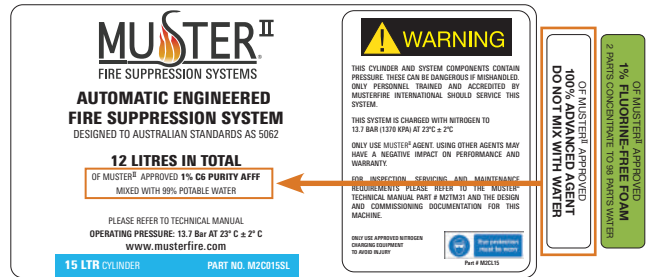 MUSTER II
FIRE SUPPRESSION SYSTEMS
AUTOMATIC ENGINEERED
FIRE SUPPRESSION SYSTEM
DESIGNED TO AUSTRALIAN STANDARDS AS 5062
12 LITRES IN TOTAL
OF MUSTER II APPROVED 1% C6 PURITY AFFF
MIXED WITH 99% POTABLE WATER
PLEASE REFER TO TECHNICAL MANUAL
OPERATING PRESSURE: 13.7 Bar AT 23° C ± 2° C
www.musterfire.com
15 LTR CYLINDER PART NO. M2C015SL
WARNING
THIS CYLINDER AND SYSTEM COMPONENTS CONTAIN
PRESSURE. THESE CAN BE DANGEROUS IF MISHANDLED.
ONLY PERSONNEL TRAINED AND ACCREDITED BY
MUSTERFIRE INTERNATIONAL SHOULD SERVICE THIS
SYSTEM.
THIS SYSTEM IS CHARGED WITH NITROGEN TO
13.7 BAR (1370 KPA) AT 23°C ± 2°C
ONLY USE MUSTER II AGENT. USING OTHER AGENTS MAY
HAVE A NEGATIVE IMPACT ON PERFORMANCE AND
WARRANTY.
FOR INSPECTION, SERVICING AND MAINTENANCE
REQUIREMENTS PLEASE REFER TO THE MUSTER II
TECHNICAL MANUAL PART # M2TM31 AND THE DESIGN
AND COMMISSIONING DOCUMENTATION FOR THIS
MACHINE.
ONLY USE APPROVED NITROGEN
CHARGING EQUIPMENT
TO AVOID INJURY
Eye protection
must be worn
Part # M2CL15
OF MUSTER II APPROVED
100% ADVANCED AGENT
DO NOT MIX WITH WATER
OF MUSTER II APPROVED
1% FLUORINE-FREE FOAM
2 PARTS CONCENTRATE TO 98 PARTS WATER